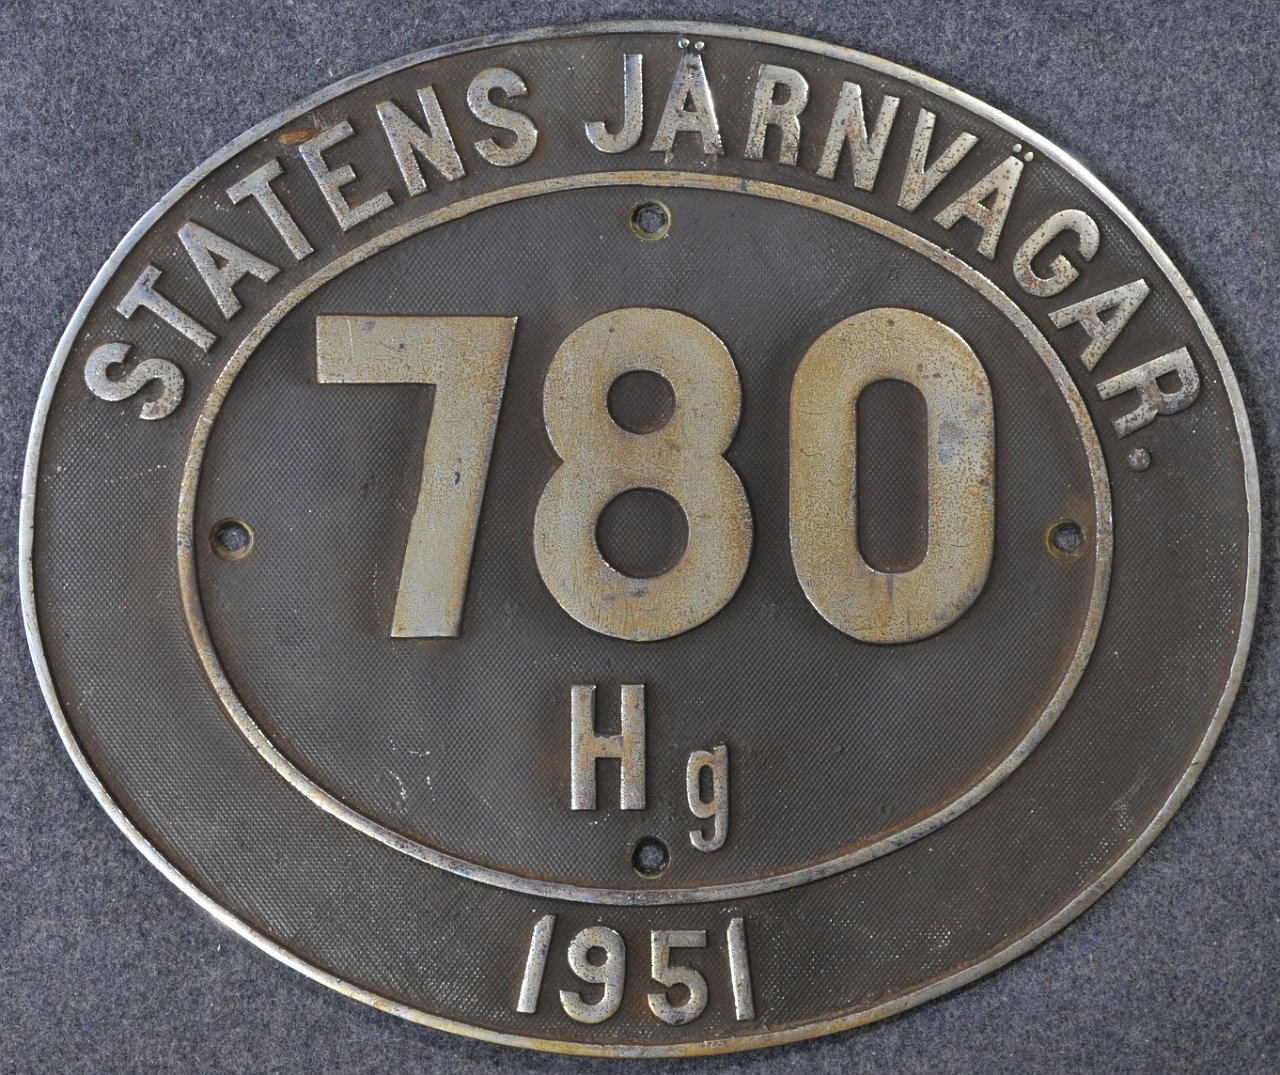 STATENS JÄRNVÄGAR.
780
Hg
1951